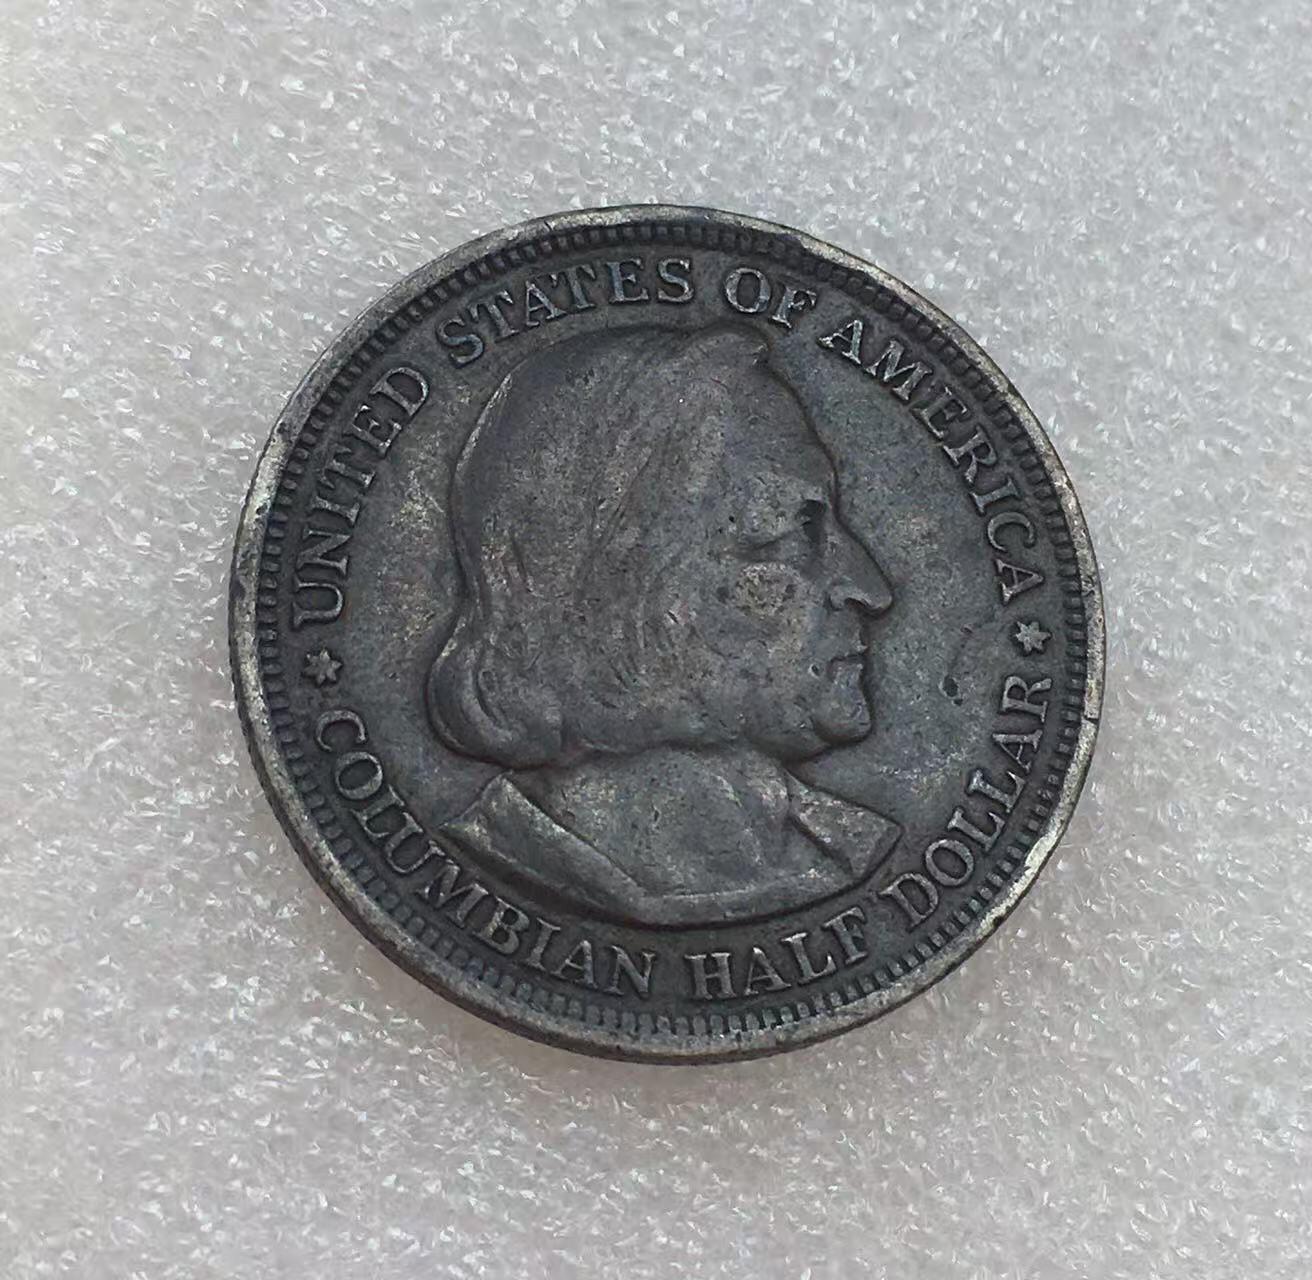 UNITED STATES OF AMERICA
COLUMBIAN HALF DOLLAR